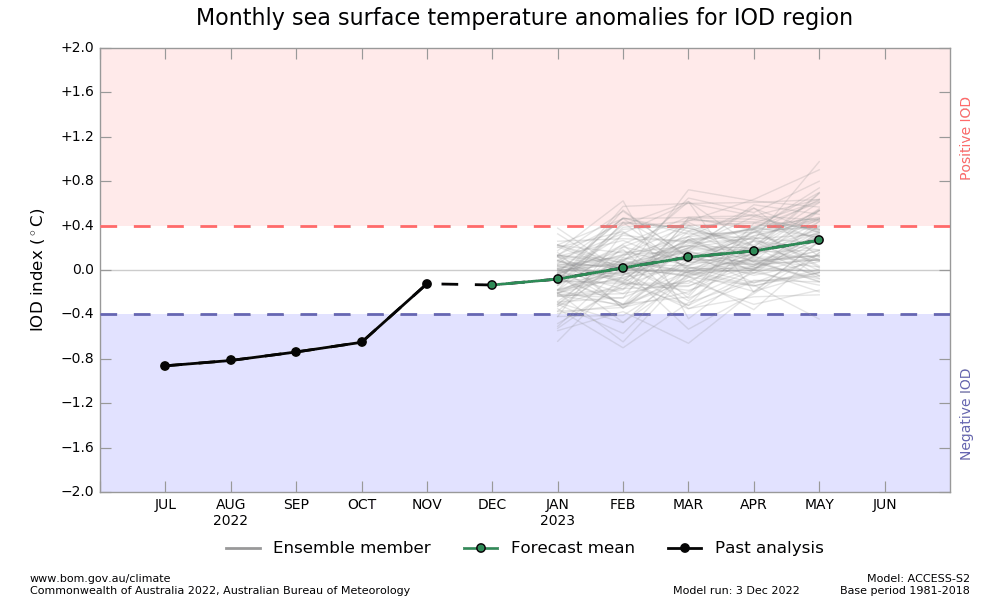 Monthly sea surface temperature anomalies for IOD region
+2.0
+1.6
+1.2
+0.8
+0.4
0.0
−0.4
−0.8
−1.2
−1.6
−2.0
IOD index (°C)
Positive IOD
Negative IOD
JUL AUG SEP OCT NOV DEC JAN FEB MAR APR MAY JUN
2022 2023
Ensemble member Forecast mean Past analysis
www.bom.gov.au/climate Model: ACCESS-S2
Commonwealth of Australia 2022, Australian Bureau of Meteorology Model run: 3 Dec 2022 Base period 1981-2018